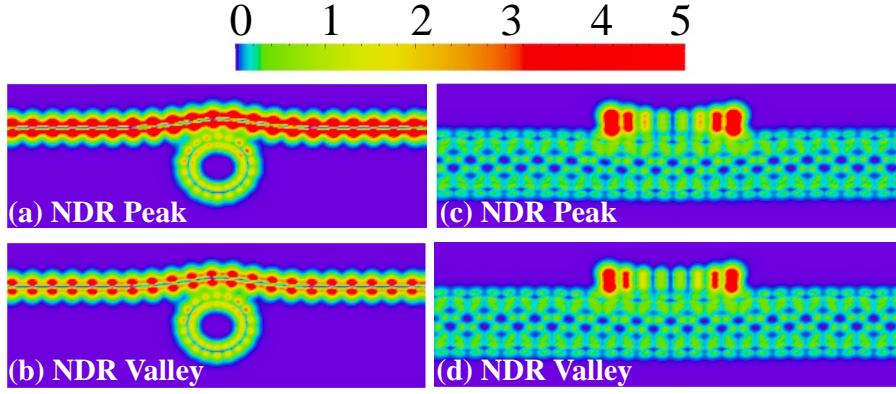 0 1 2 3 4 5
(a) NDR Peak
(c) NDR Peak
(b) NDR Valley
(d) NDR Valley